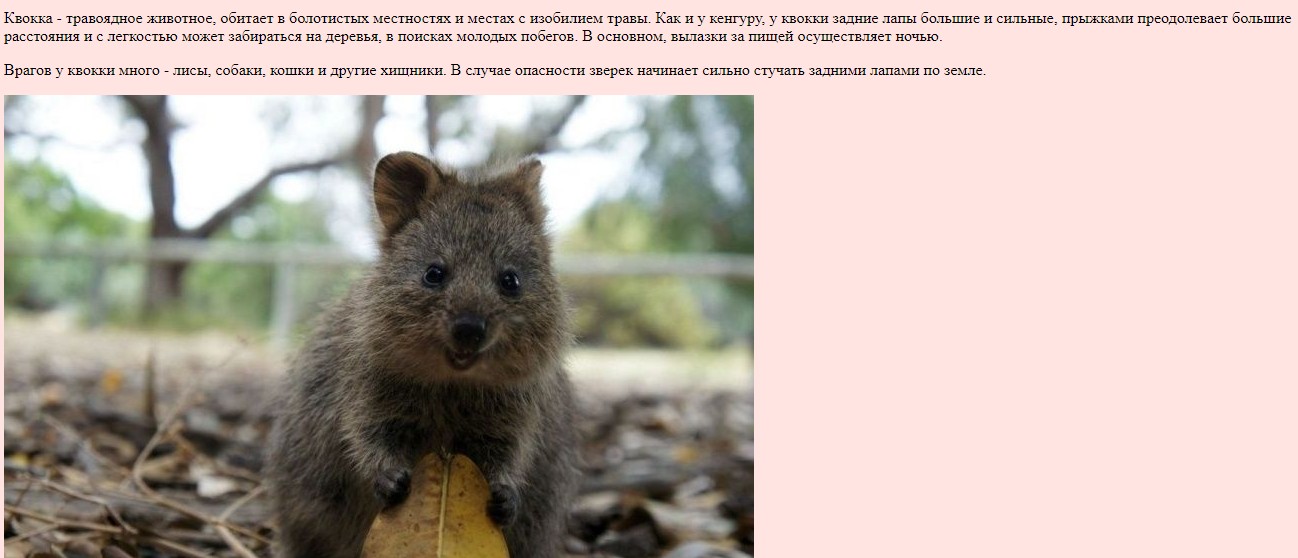 Квокка - травоядное животное, обитает в болотистых местностях и местах с изобилием травы. Как и у кенгуру, у квокки задние лапы большие и сильные, прыжками преодолевает большие
расстояния и с легкостью может забираться на деревья, в поисках молодых побегов. В основном, вылазки за пищей осуществляет ночью.
Врагов у квокки много - лисы, собаки, кошки и другие хищники. В случае опасности зверек начинает сильно стучать задними лапами по земле.